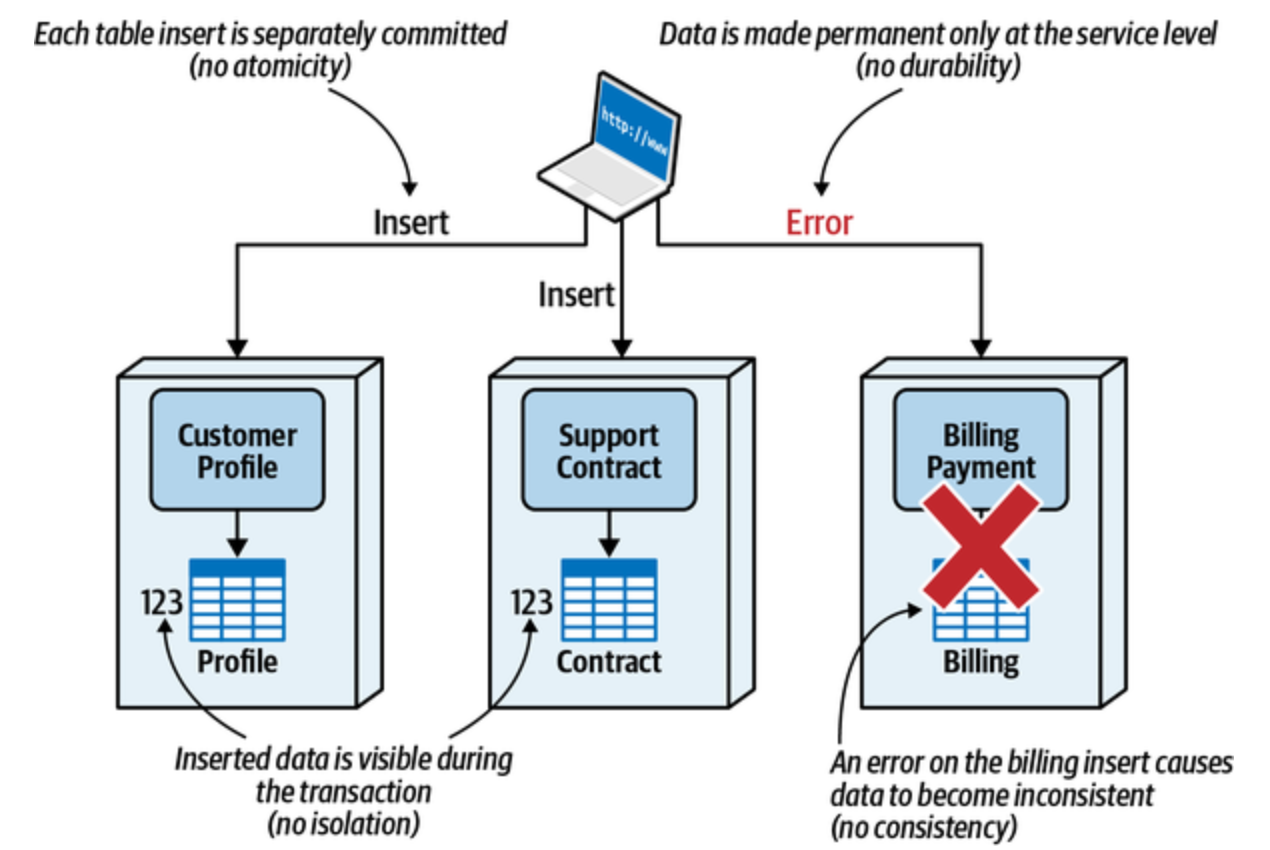 Each table insert is separately committed
(no atomicity)
Data is made permanent only at the service level
(no durability)
http://www
Insert
Error
Insert
Customer
Profile
Support
Contract
Billing
Payment
123
Profile
123
Contract
Billing
Inserted data is visible during
the transaction
(no isolation)
An error on the billing insert causes
data to become inconsistent
(no consistency)